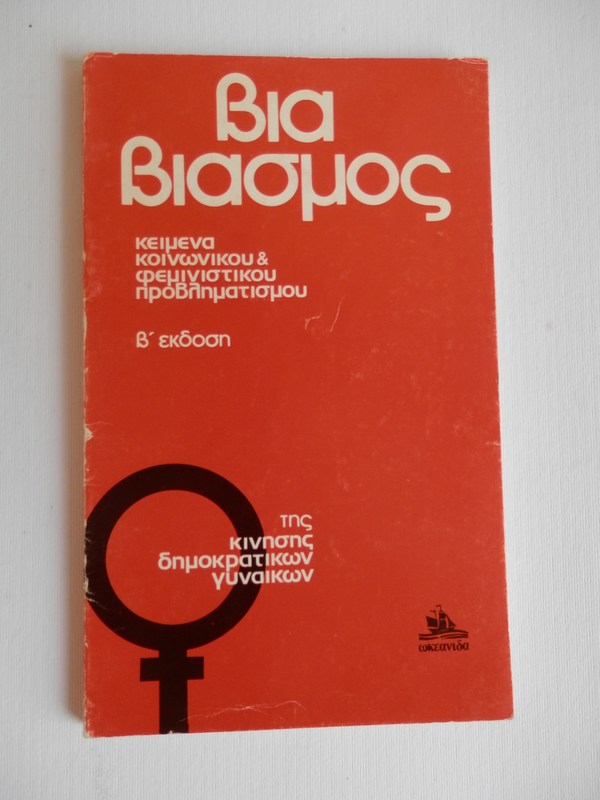 βια
βιασμος
κειμενα
κοινωνικου &
φεμινιστικου
προβληματισμου
β´ εκδοση
της
κινησης
δημοκρατικων
γυναικων
ωκεανιδα